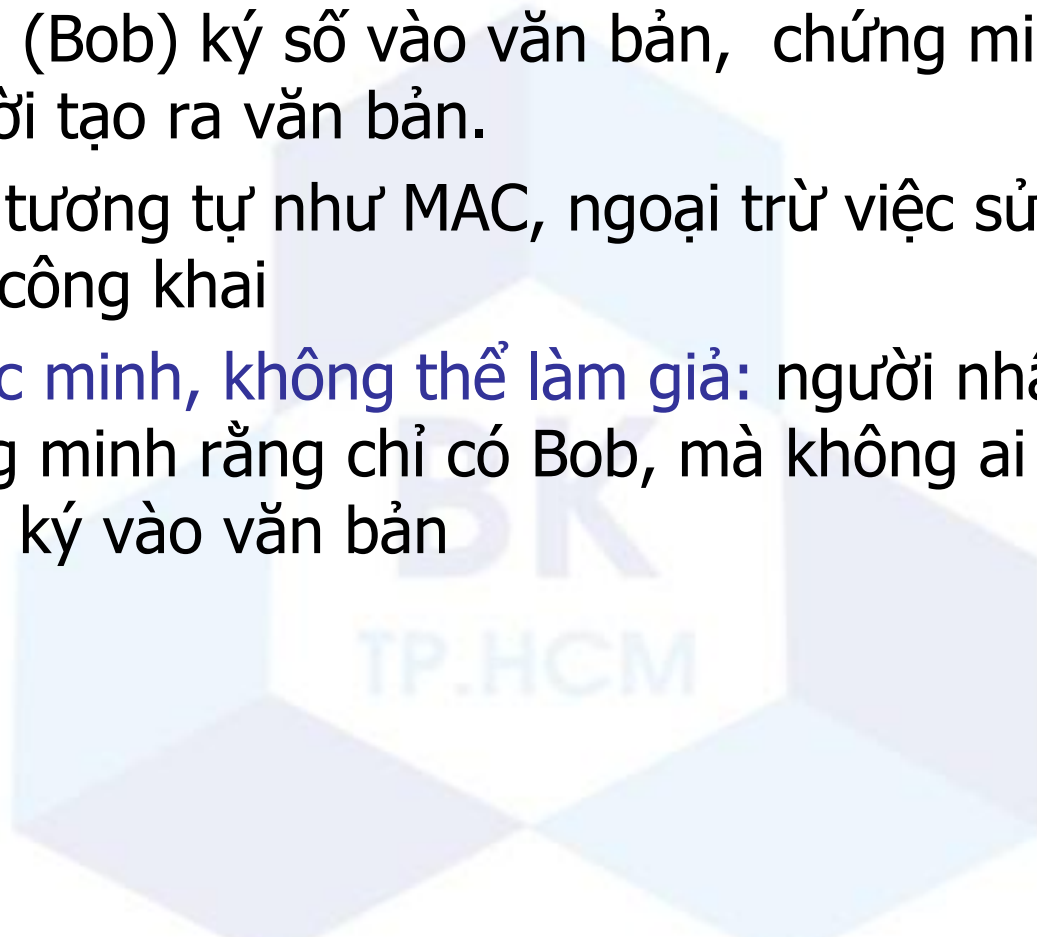 (Bob) ký số vào văn bản, chứng mi
ời tạo ra văn bản.
tương tự như MAC, ngoại trừ việc sử
công khai
c minh, không thể làm giả: người nhậ
g minh rằng chỉ có Bob, mà không ai
ký vào văn bản
BK
TP.HCM